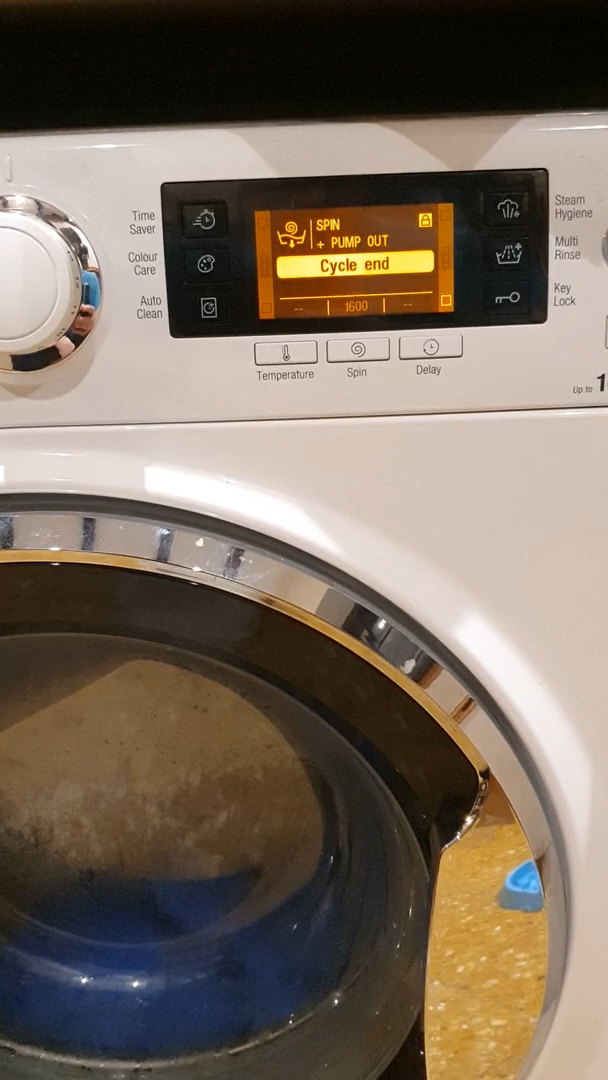 Time
Saver
Colour
Care
Auto
Clean
SPIN
+ PUMP OUT
Cycle end
-- 1600 --
Steam
Hygiene
Multi
Rinse
Key
Lock
Temperature Spin Delay
Up to